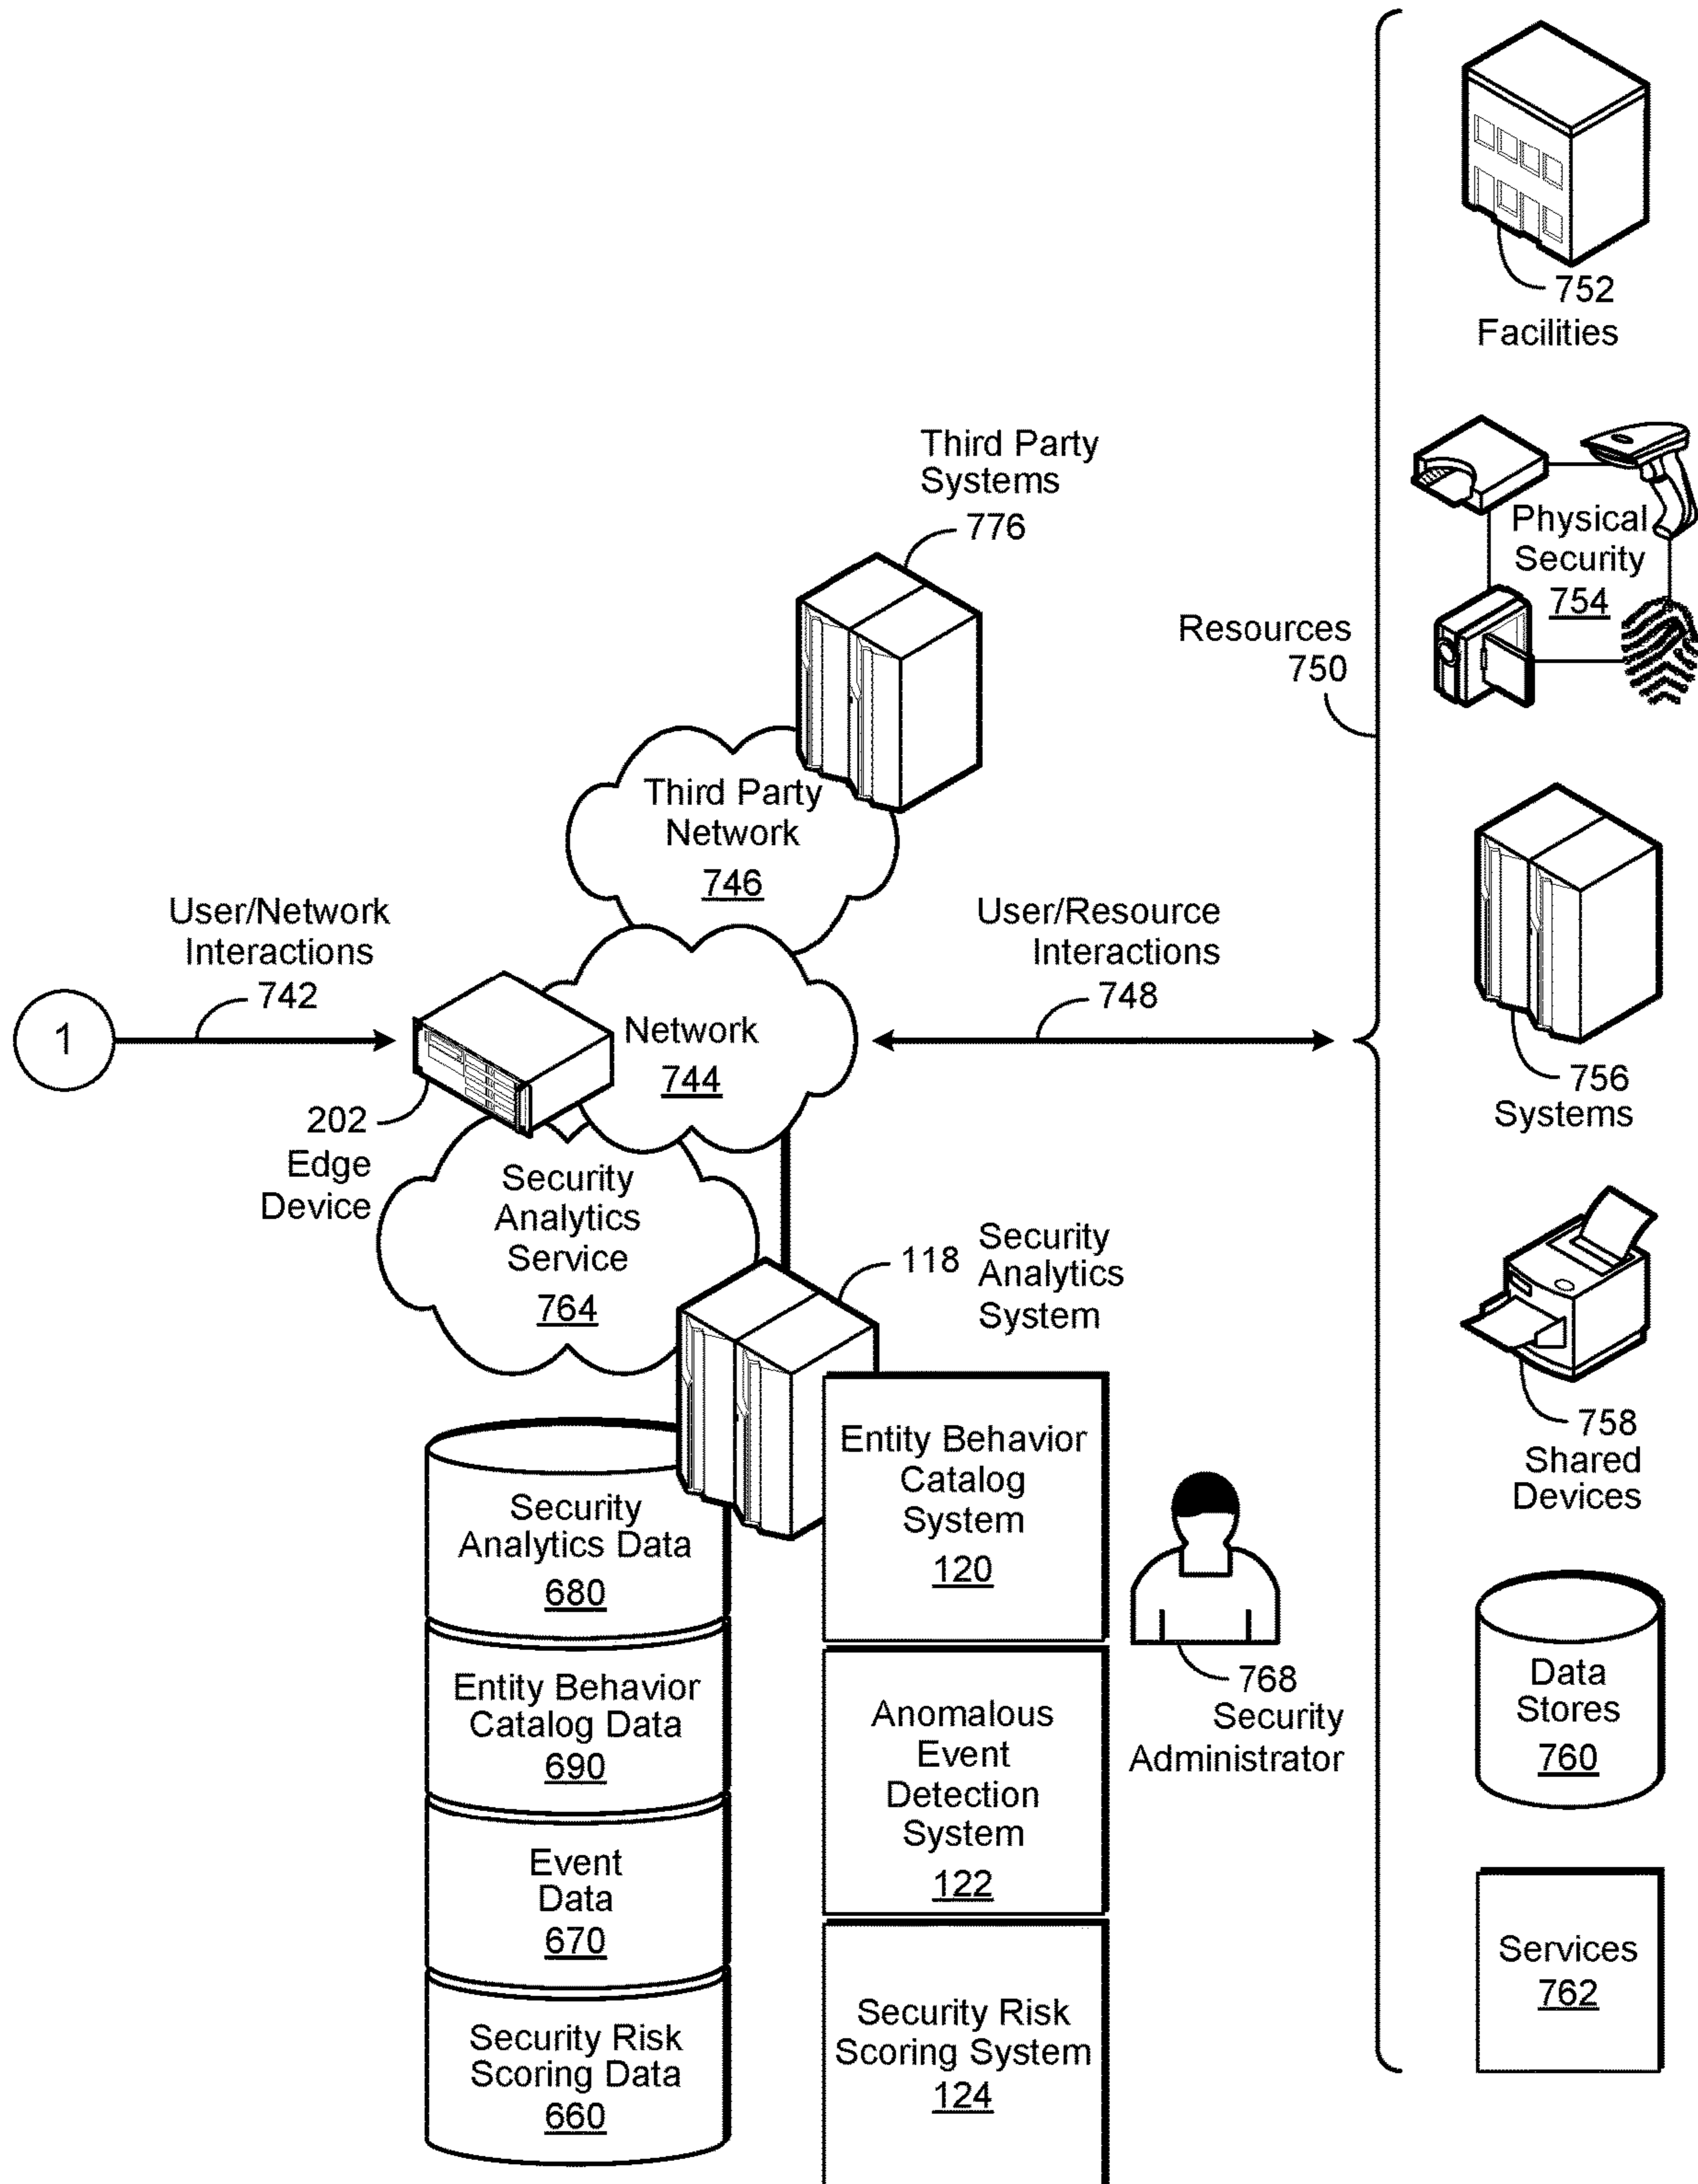 752
Facilities
Third Party
Systems
776
Physical
Security
754
Resources
750
Third Party
Network
746
User/Network
Interactions
742
User/Resource
Interactions
748
1
Network
744
202
Edge
Device
756
Systems
Security
Analytics
Service
764
118
Security
Analytics
System
758
Shared
Devices
Security
Analytics Data
680
Entity Behavior
Catalog
System
120
Entity Behavior
Catalog Data
690
Anomalous
Event
Detection
System
122
768
Security
Administrator
Data
Stores
760
Event
Data
670
Services
762
Security Risk
Scoring Data
660
Security Risk
Scoring System
124